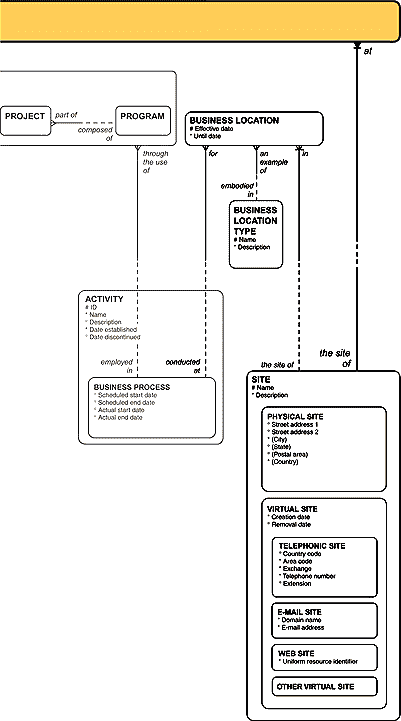 at
PROJECT
part of
composed
of
PROGRAM
through
the use
of
BUSINESS LOCATION
# Effective date
* Until date
for
an
example
of
in
embodied
in
BUSINESS
LOCATION
TYPE
# Name
* Description
ACTIVITY
# ID
* Name
* Description
* Date established
* Date discontinued
employed
in
conducted
at
the site of
the site
of
BUSINESS PROCESS
* Scheduled start date
* Scheduled end date
* Actual start date
* Actual end date
SITE
# Name
* Description
PHYSICAL SITE
* Street address 1
* Street address 2
* (City)
* (State)
* (Postal area)
* (Country)
VIRTUAL SITE
* Creation date
* Removal date
TELEPHONIC SITE
* Country code
* Area code
* Exchange
* Telephone number
* Extension
E-MAIL SITE
* Domain name
* E-mail address
WEB SITE
* Uniform resource identifier
OTHER VIRTUAL SITE